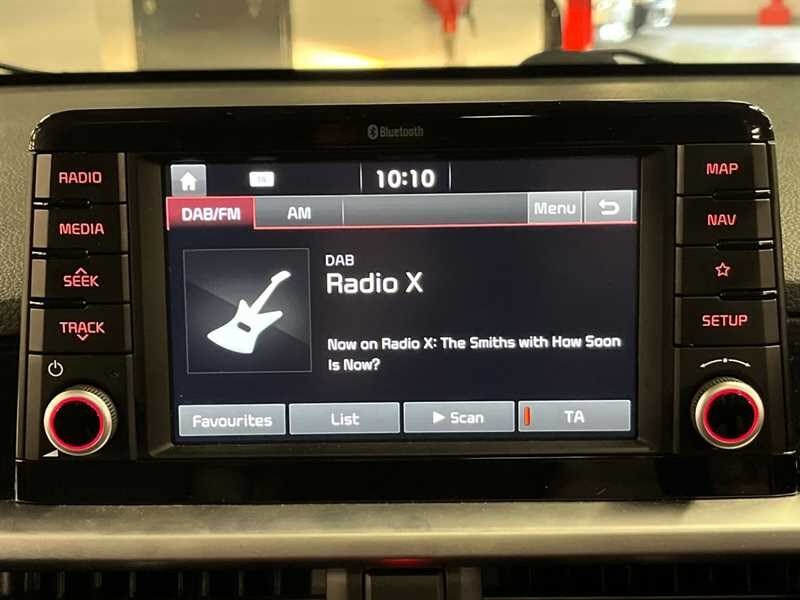 Bluetooth
RADIO
MEDIA
SEEK
TRACK
10:10
DAB/FM
AM
Menu
DAB
Radio X
Now on Radio X: The Smiths with How Soon
Is Now?
Favourites
List
Scan
TA
MAP
NAV
SETUP